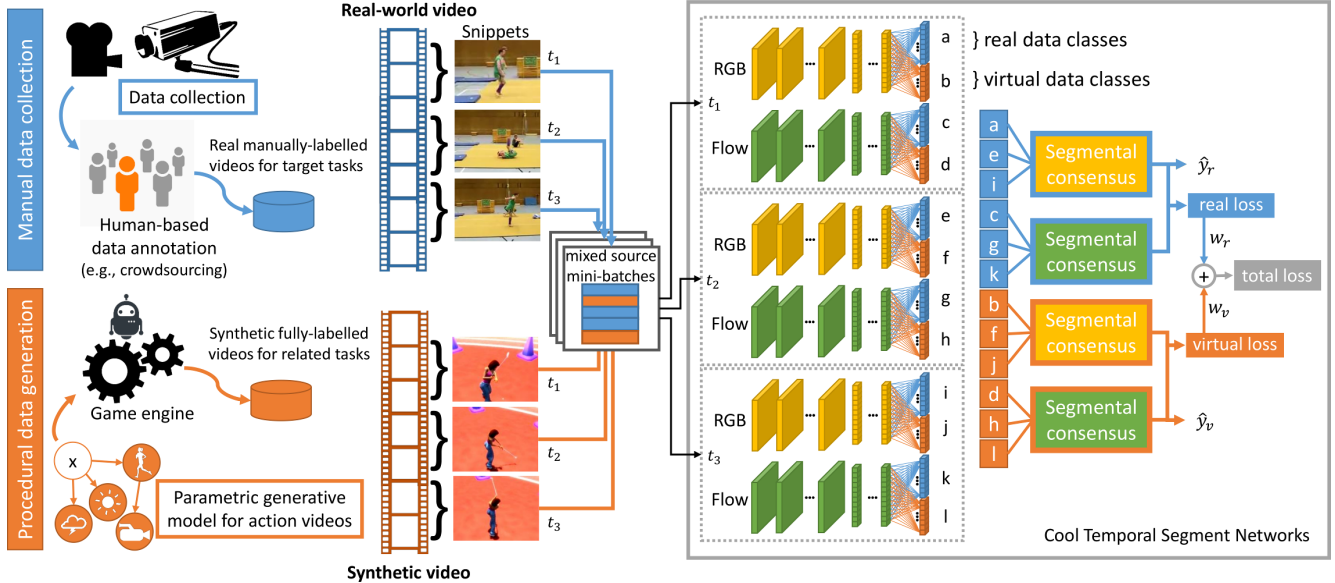 Manual data collection
Data collection
Human-based
data annotation
(e.g., crowdsourcing)
Real manually-labelled
videos for target tasks
Procedural data generation
Game engine
Synthetic fully-labelled
videos for related tasks
x
Parametric generative
model for action videos
Real-world video
Snippets
t1
t2
t3
Synthetic video
t1
t2
t3
mixed source
mini-batches
t1
RGB
a
b
Flow
c
d
t2
RGB
e
f
Flow
g
h
t3
RGB
i
j
Flow
k
l
} real data classes
} virtual data classes
a
e
i
c
g
k
b
f
j
d
h
l
Segmental
consensus
Segmental
consensus
Segmental
consensus
Segmental
consensus
ŷr
real loss
wr
+
total loss
wv
virtual loss
ŷv
Cool Temporal Segment Networks